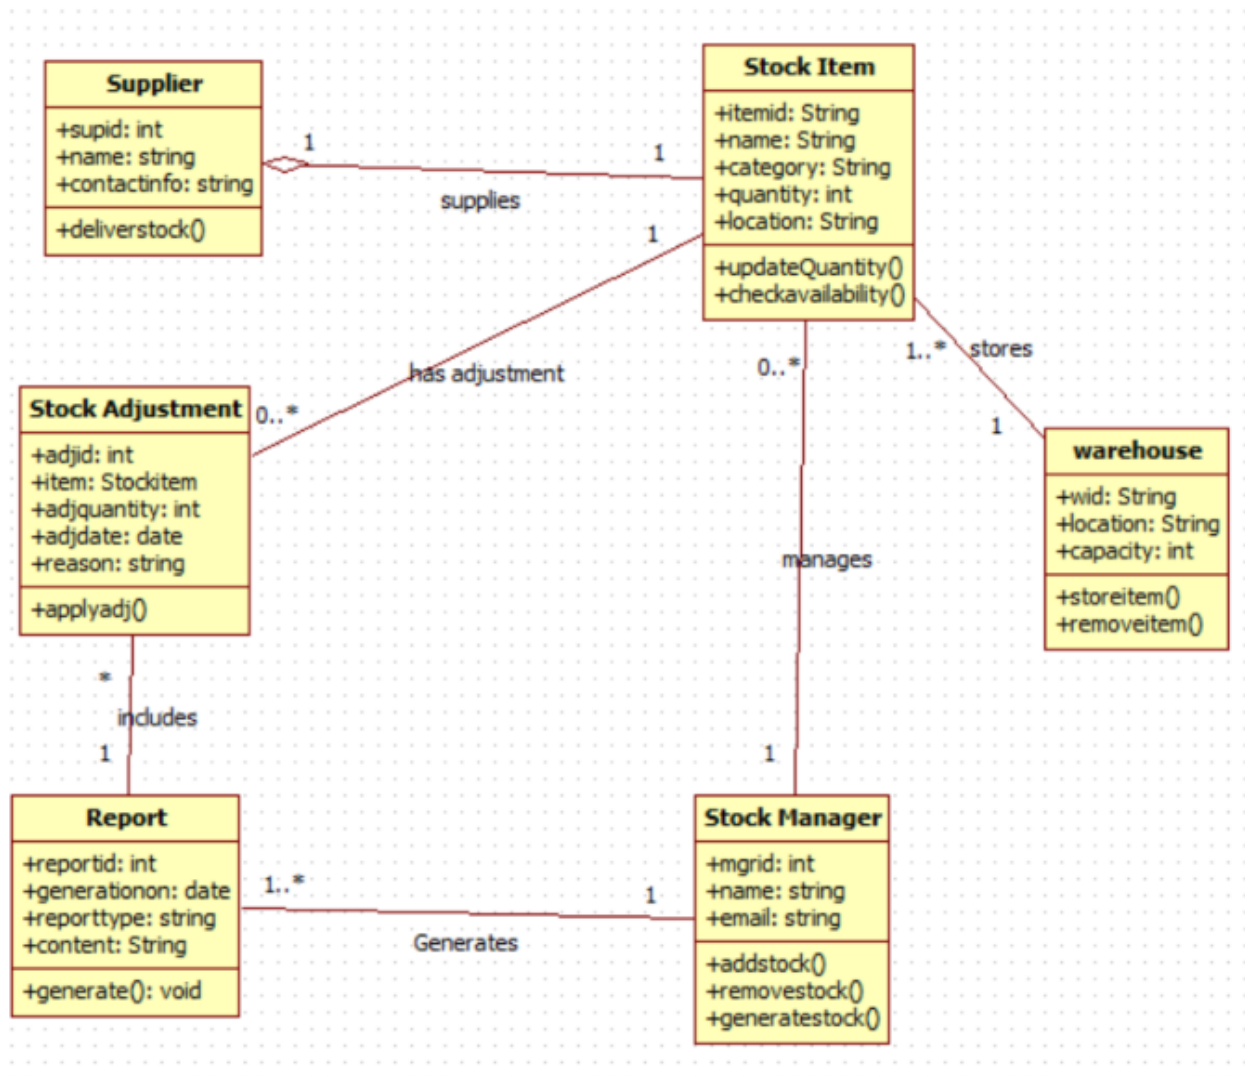 Supplier
+supid: int
+name: string
+contactinfo: string
+deliverstock()
1
1
supplies
Stock Item
+itemid: String
+name: String
+category: String
+quantity: int
+location: String
+updateQuantity()
+checkavailability()
1
has adjustment
0..*
0..*
manages
1
1..*
stores
1
warehouse
+wid: String
+location: String
+capacity: int
+storeitem()
+removeitem()
Stock Adjustment
+adjid: int
+item: Stockitem
+adjquantity: int
+adjdate: date
+reason: string
+applyadj()
*
includes
1
Report
+reportid: int
+generationon: date
+reporttype: string
+content: String
+generate(): void
1..*
1
Generates
Stock Manager
+mgrid: int
+name: string
+email: string
+addstock()
+removestock()
+generatestock()